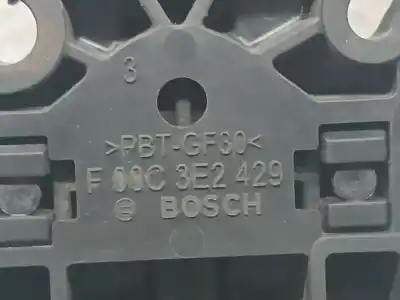 3
>PBT-GF30<
F 00C 3E2 429
BOSCH